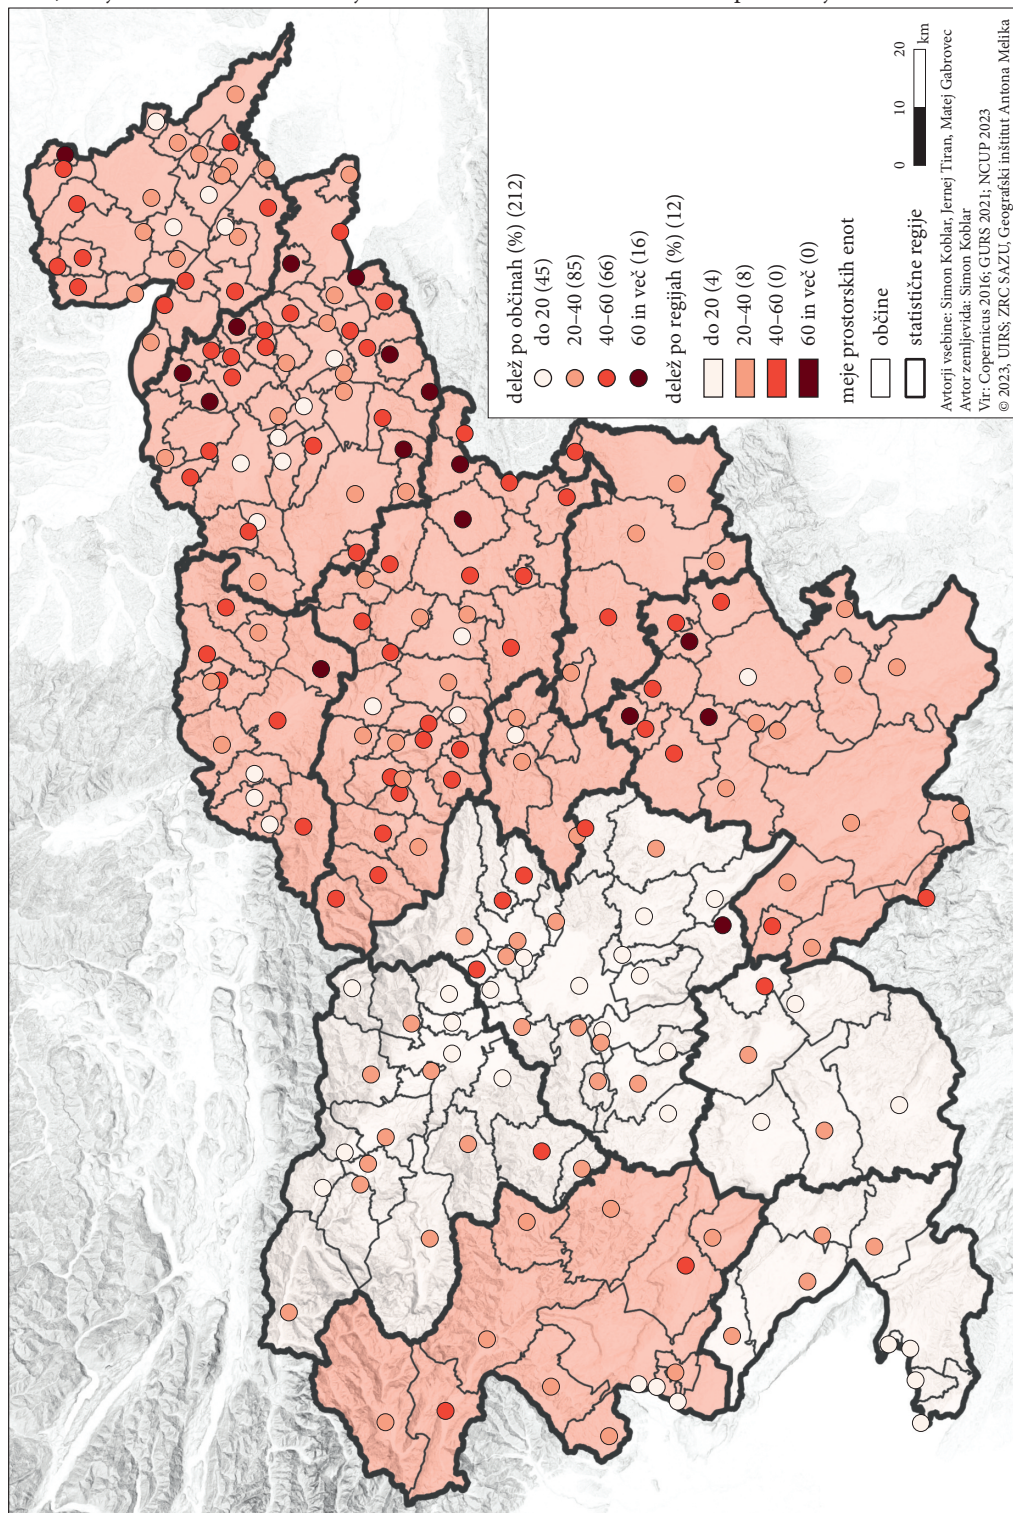 delež po občinah (%) (212)
do 20 (45)
20–40 (85)
40–60 (66)
60 in več (16)
delež po regijah (%) (12)
do 20 (4)
20–40 (8)
40–60 (0)
60 in več (0)
meje prostorskih enot
občine
statistične regije
0 10 20
km
Avtorji vsebine: Simon Koblar, Jernej Tiran, Matej Gabrovec
Avtor zemljevida: Simon Koblar
Vir: Copernicus 2016; GURS 2021; NCUP 2023
© 2023, UIRS; ZRC SAZU, Geografski inštitut Antona Melika